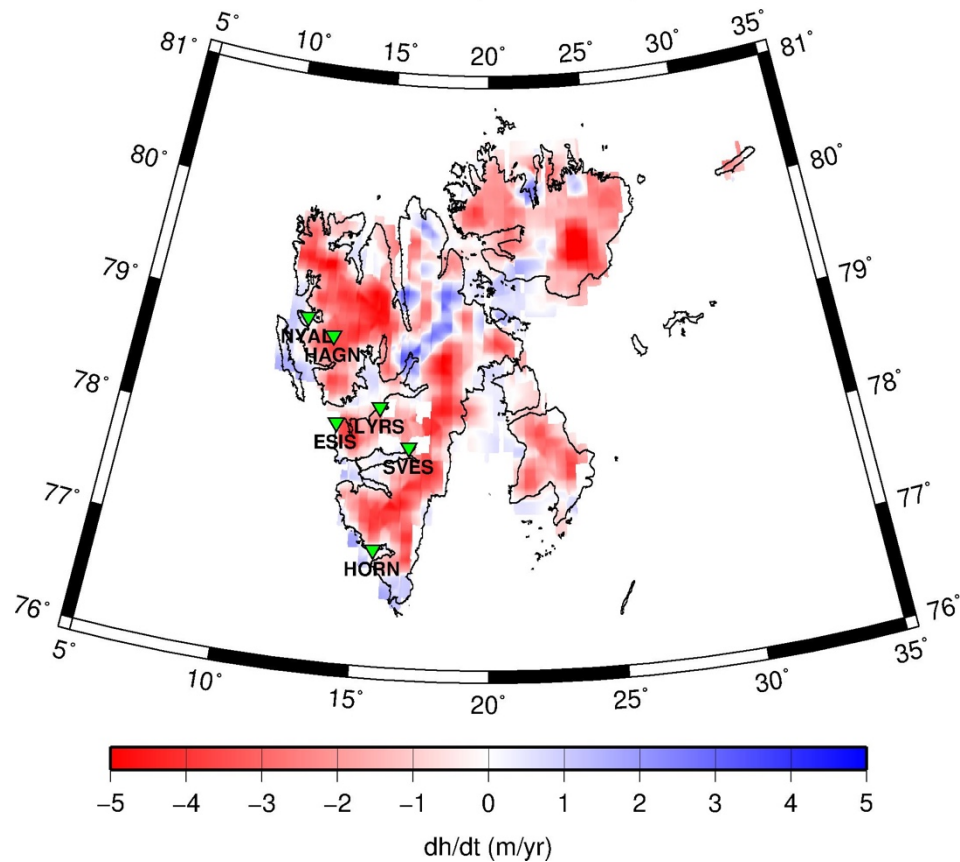 5° 10° 15° 20° 25° 30° 35°
81° 81°
80° 80°
79° 79°
NYAL
HAGN
78° 78°
LYRS
ESIS
SVES
77° 77°
HORN
76° 76°
5° 10° 15° 20° 25° 30° 35°
−5 −4 −3 −2 −1 0 1 2 3 4 5
dh/dt (m/yr)